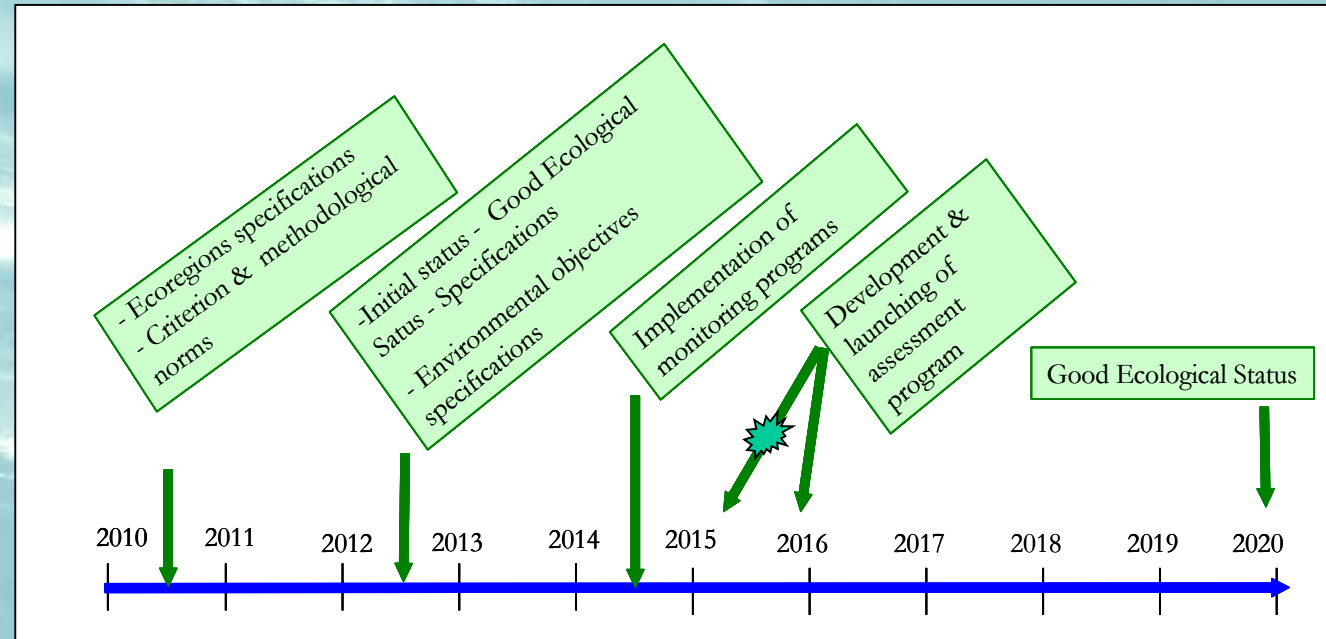 - Ecoregions specifications
- Criterion & methodological
norms
-Initial status - Good Ecological
Satus - Specifications
- Environmental objectives
specifications
Implementation of
monitoring programs
Development &
launching of
assessment
program
Good Ecological Status
2010 2011 2012 2013 2014 2015 2016 2017 2018 2019 2020